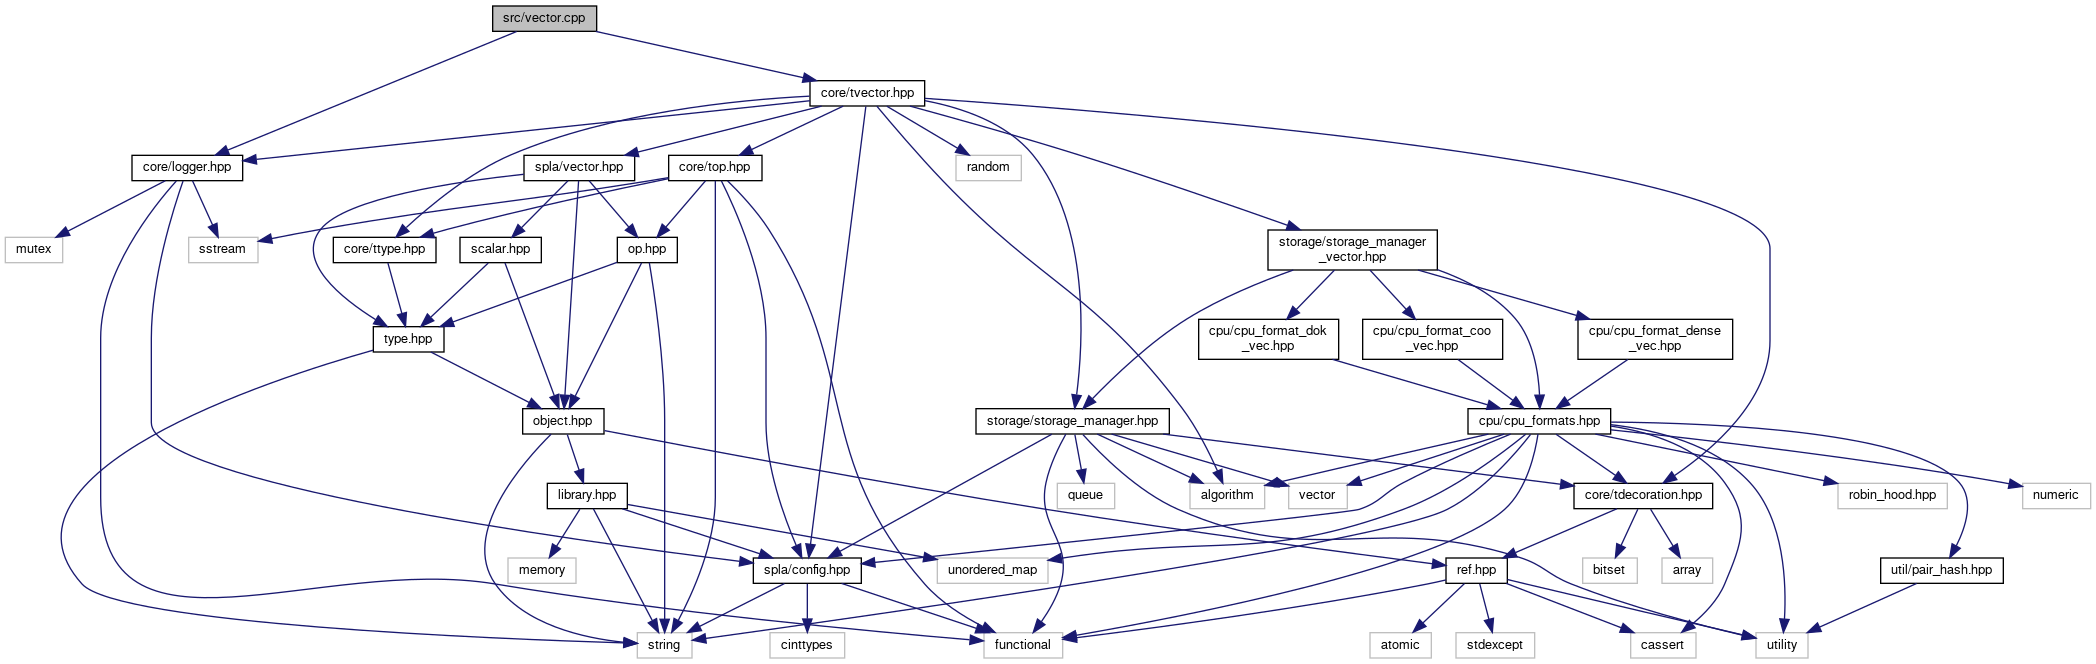 src/vector.cpp
core/tvector.hpp
core/logger.hpp
spla/vector.hpp
core/top.hpp
random
mutex
sstream
core/ttype.hpp
scalar.hpp
op.hpp
storage/storage_manager
_vector.hpp
type.hpp
cpu/cpu_format_dok
_vec.hpp
cpu/cpu_format_coo
_vec.hpp
cpu/cpu_format_dense
_vec.hpp
object.hpp
storage/storage_manager.hpp
cpu/cpu_formats.hpp
library.hpp
queue
algorithm
vector
core/tdecoration.hpp
robin_hood.hpp
numeric
memory
spla/config.hpp
unordered_map
ref.hpp
bitset
array
util/pair_hash.hpp
string
cinttypes
functional
atomic
stdexcept
cassert
utility